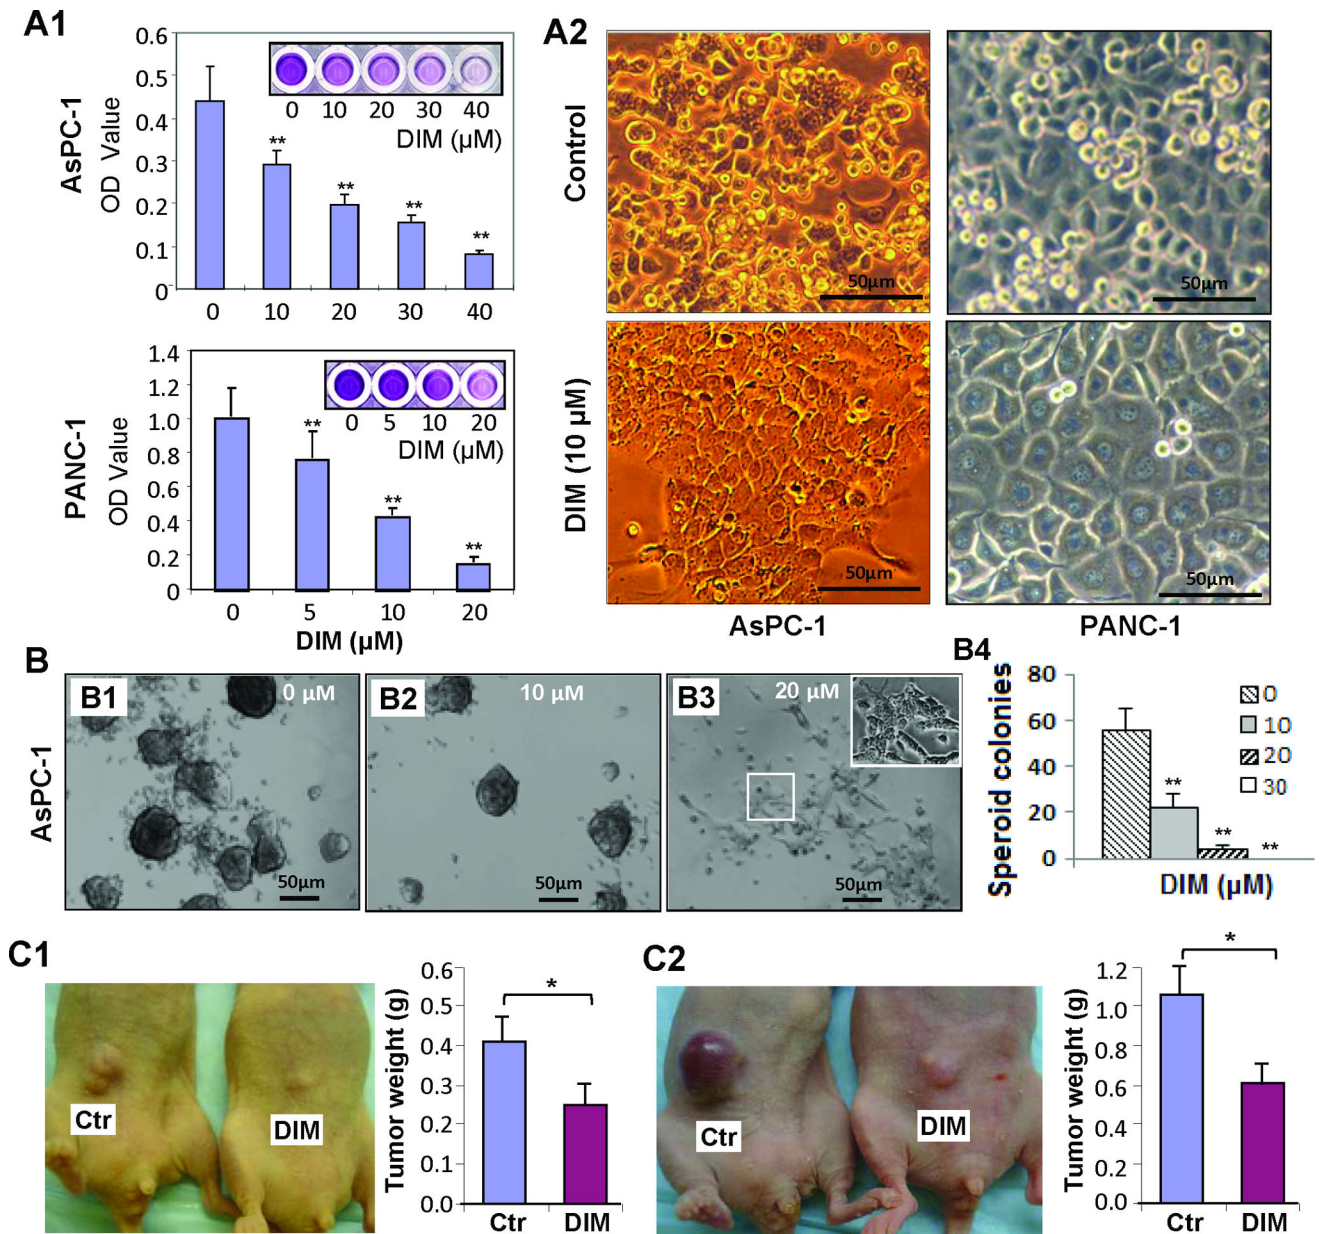 A1
AsPC-1
OD Value
0.6
0.5
0.4
0.3
0.2
0.1
0
**
**
**
**
0 10 20 30 40
DIM (µM)
0 10 20 30 40
PANC-1
OD Value
1.4
1.2
1.0
0.8
0.6
0.4
0.2
0
**
**
**
0 5 10 20
DIM (µM)
0 5 10 20
DIM (µM)
A2
Control
50µm
50µm
DIM (10 µM)
50µm
50µm
AsPC-1 PANC-1
B
AsPC-1
B1 0 µM
50µm
B2 10 µM
50µm
B3 20 µM
50µm
B4
Speroid colonies
80
60
40
20
0
**
**
**
0
10
20
30
DIM (µM)
C1
Ctr
DIM
Tumor weight (g)
0.6
0.5
0.4
0.3
0.2
0.1
0.0
*
Ctr DIM
C2
Ctr
DIM
Tumor weight (g)
1.2
1.0
0.8
0.6
0.4
0.2
0.0
*
Ctr DIM